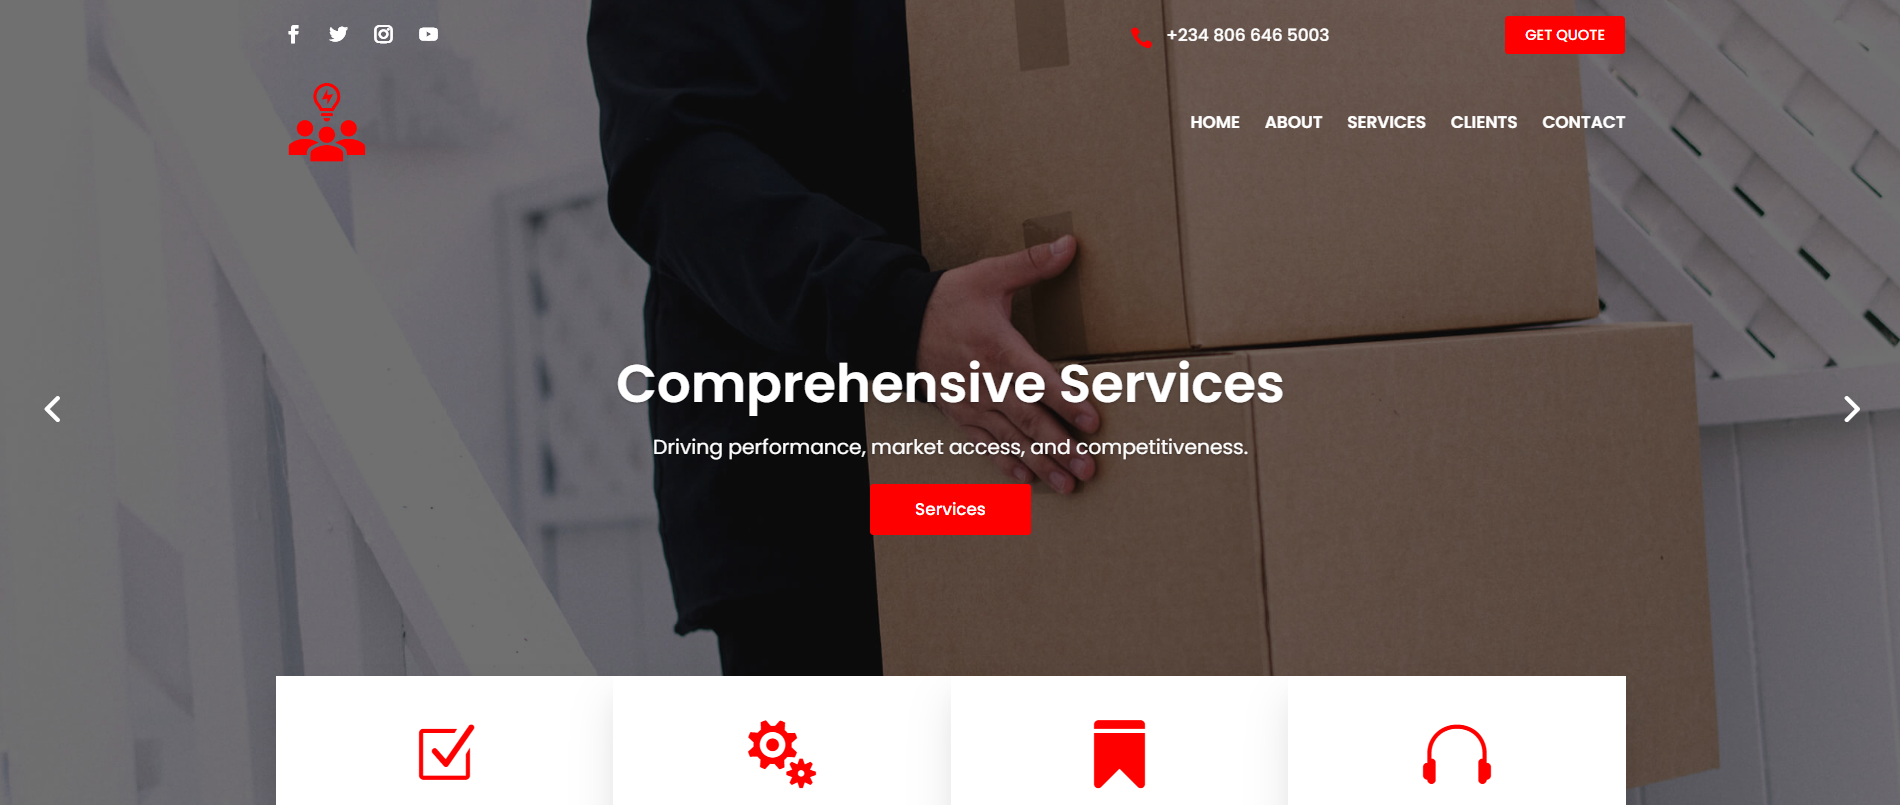 +234 806 646 5003
GET QUOTE
HOME ABOUT SERVICES CLIENTS CONTACT
Comprehensive Services
Driving performance, market access, and competitiveness.
Services